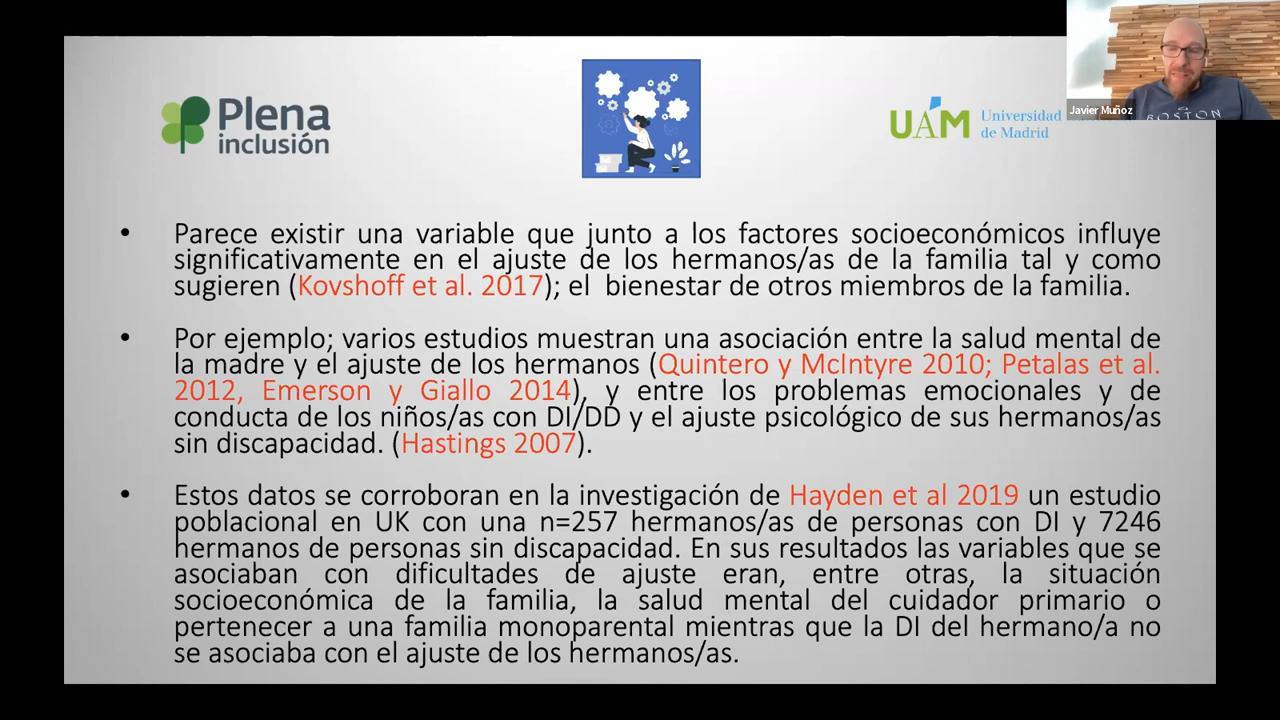 Plena
inclusión
UAM Universidad
de Madrid
Javier Muñoz
BOSTON
• Parece existir una variable que junto a los factores socioeconómicos influye
significativamente en el ajuste de los hermanos/as de la familia tal y como
sugieren (Kovshoff et al. 2017); el bienestar de otros miembros de la familia.
• Por ejemplo; varios estudios muestran una asociación entre la salud mental de
la madre y el ajuste de los hermanos (Quintero y McIntyre 2010; Petalas et al.
2012, Emerson y Giallo 2014), y entre los problemas emocionales y de
conducta de los niños/as con DI/DD y el ajuste psicológico de sus hermanos/as
sin discapacidad. (Hastings 2007).
• Estos datos se corroboran en la investigación de Hayden et al 2019 un estudio
poblacional en UK con una n=257 hermanos/as de personas con DI y 7246
hermanos de personas sin discapacidad. En sus resultados las variables que se
asociaban con dificultades de ajuste eran, entre otras, la situación
socioeconómica de la familia, la salud mental del cuidador primario o
pertenecer a una familia monoparental mientras que la DI del hermano/a no
se asociaba con el ajuste de los hermanos/as.